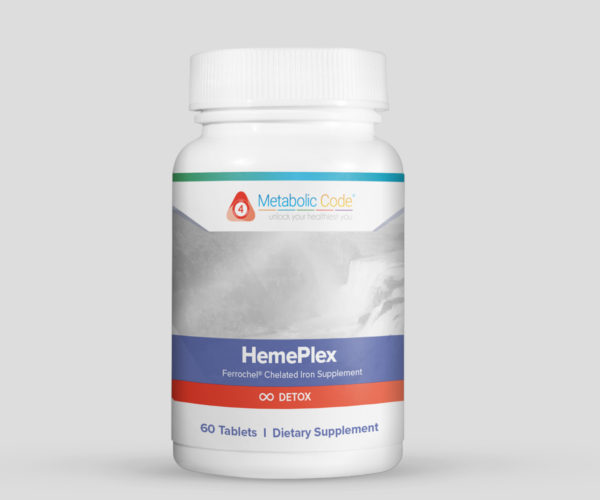 4
Metabolic Code®
unlock your healthiest you
HemePlex
Ferrochel® Chelated Iron Supplement
∞ DETOX
60 Tablets | Dietary Supplement